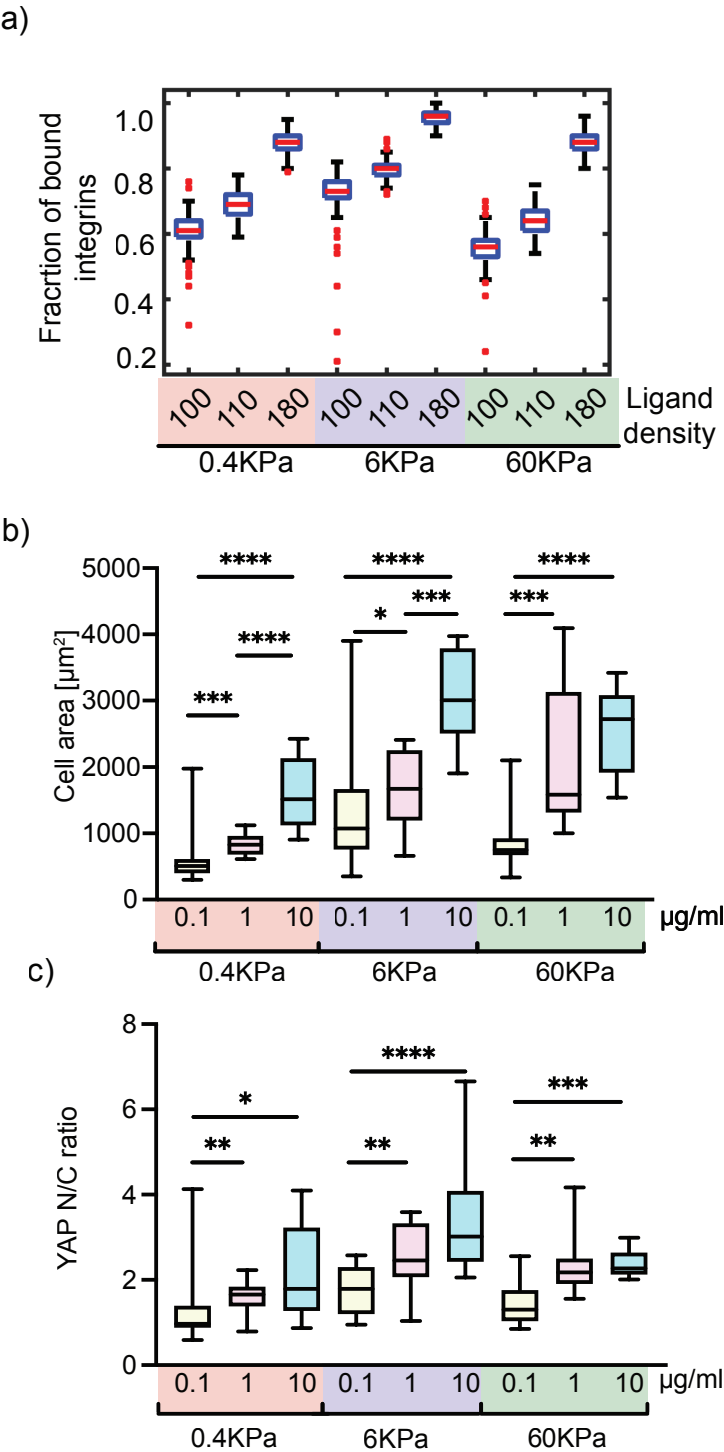 a)
Fracrtion of bound
integrins
1.0
0.8
0.6
0.4
0.2
100 110 180 100 110 180 100 110 180
Ligand
density
0.4KPa 6KPa 60KPa
b)
Cell area [µm²]
5000
4000
3000
2000
1000
0
**** **** ****
*** ***
* 
****
***
0.1 1 10 0.1 1 10 0.1 1 10 µg/ml
0.4KPa 6KPa 60KPa
c)
YAP N/C ratio
8
6
4
2
0
****
***
*
** ** **
0.1 1 10 0.1 1 10 0.1 1 10 µg/ml
0.4KPa 6KPa 60KPa